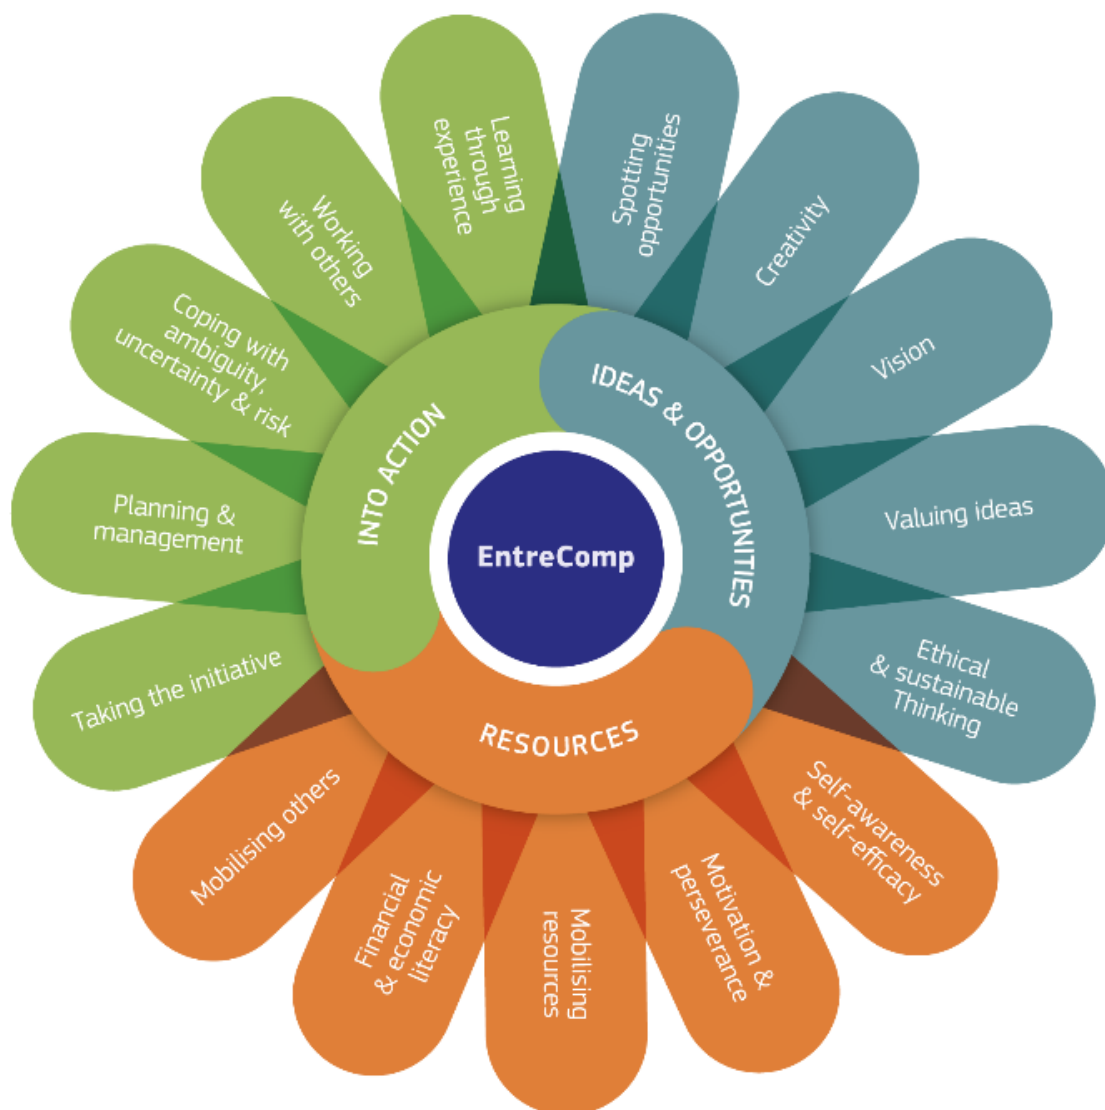 EntreComp
IDEAS & OPPORTUNITIES
Spotting
opportunities
Creativity
Vision
Valuing ideas
Ethical
& sustainable
Thinking
RESOURCES
Self-awareness
& self-efficacy
Motivation &
perseverance
Mobilising
resources
Financial
& economic
literacy
Mobilising others
INTO ACTION
Taking the initiative
Planning &
management
Coping with
ambiguity,
uncertainty & risk
Working
with others
Learning
through
experience